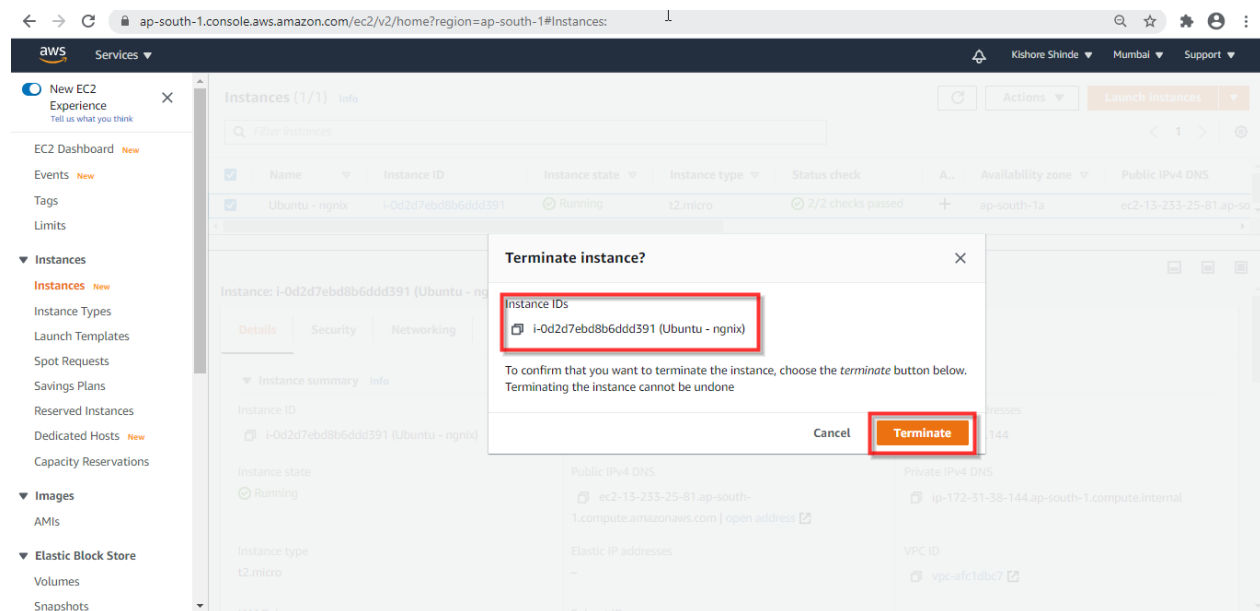 ap-south-1.console.aws.amazon.com/ec2/v2/home?region=ap-south-1#Instances:
aws Services Kishore Shinde Mumbai Support
New EC2
Experience
Tell us what you think
EC2 Dashboard New
Events New
Tags
Limits
Instances
Instances New
Instance Types
Launch Templates
Spot Requests
Savings Plans
Reserved Instances
Dedicated Hosts New
Capacity Reservations
Images
AMIs
Elastic Block Store
Volumes
Snapshots
Instances (1/1) Info Actions Launch instances
Filter instances 1
Name Instance ID Instance state Instance type Status check A... Availability zone Public IPv4 DNS
Ubuntu - ngnix i-0d2d7ebd8b6ddd391 Running t2.micro 2/2 checks passed ap-south-1a ec2-13-233-25-81.ap-so
Instance: i-0d2d7ebd8b6ddd391 (Ubuntu - ng
Details Security Networking
Instance summary Info
Instance ID
i-0d2d7ebd8b6ddd391 (Ubuntu - ngnix)
dresses
.144
Instance state Public IPv4 DNS Private IPv4 DNS
Running ec2-13-233-25-81.ap-south- ip-172-31-38-144.ap-south-1.compute.internal
1.compute.amazonaws.com | open address
Instance type Elastic IP addresses VPC ID
t2.micro – vpc-afc1dbc7
Terminate instance?
Instance IDs
i-0d2d7ebd8b6ddd391 (Ubuntu - ngnix)
To confirm that you want to terminate the instance, choose the terminate button below.
Terminating the instance cannot be undone
Cancel Terminate